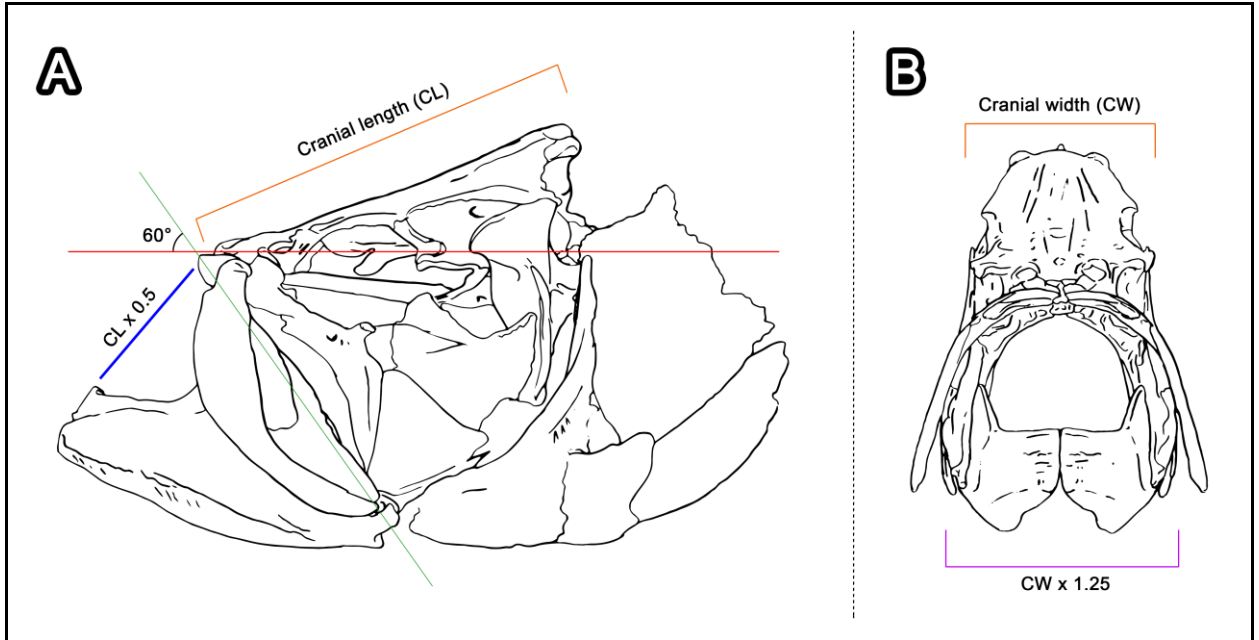 A
Cranial length (CL)
60°
CL x 0.5
B
Cranial width (CW)
CW x 1.25